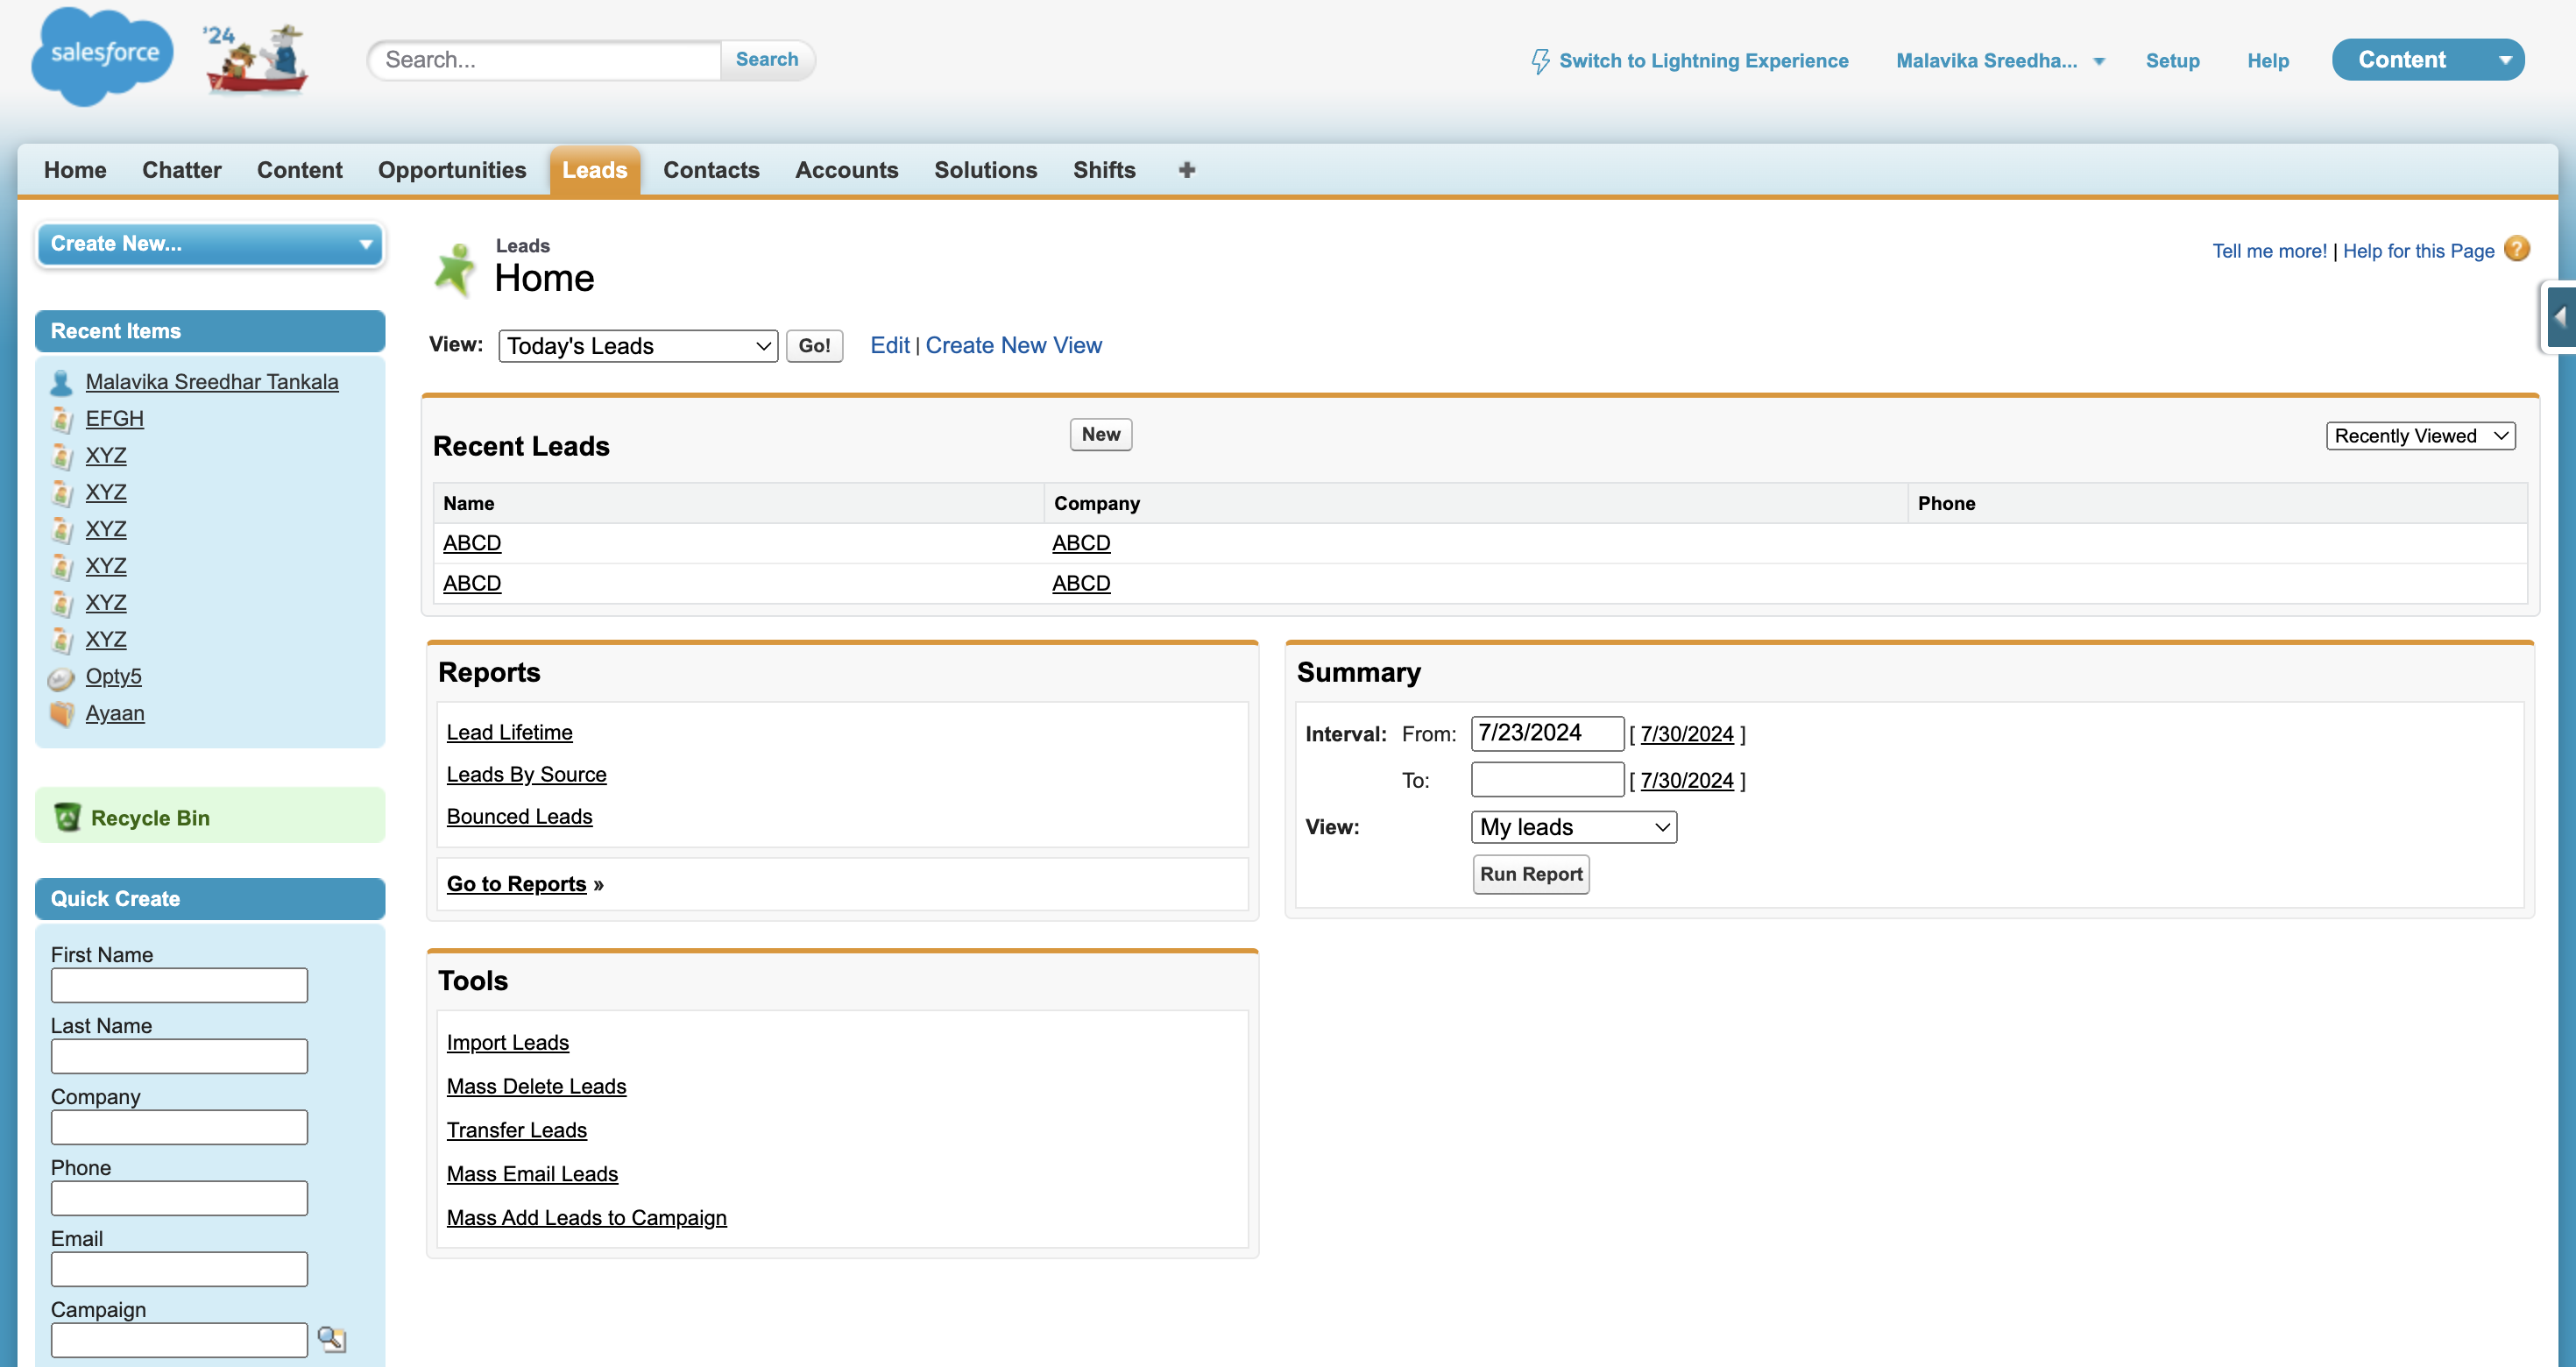 salesforce
'24
Search...
Search
Switch to Lightning Experience
Malavika Sreedha...
Setup
Help
Content
Home
Chatter
Content
Opportunities
Leads
Contacts
Accounts
Solutions
Shifts
Create New...
Recent Items
Malavika Sreedhar Tankala
EFGH
XYZ
XYZ
XYZ
XYZ
XYZ
XYZ
Opty5
Ayaan
Recycle Bin
Quick Create
First Name
Last Name
Company
Phone
Email
Campaign
Leads
Home
Tell me more! | Help for this Page ?
View: Today's Leads Go! Edit | Create New View
Recent Leads
New
Recently Viewed
Name Company Phone
ABCD ABCD
ABCD ABCD
Reports
Lead Lifetime
Leads By Source
Bounced Leads
Go to Reports »
Summary
Interval: From: 7/23/2024 [ 7/30/2024 ]
To: [ 7/30/2024 ]
View: My leads
Run Report
Tools
Import Leads
Mass Delete Leads
Transfer Leads
Mass Email Leads
Mass Add Leads to Campaign